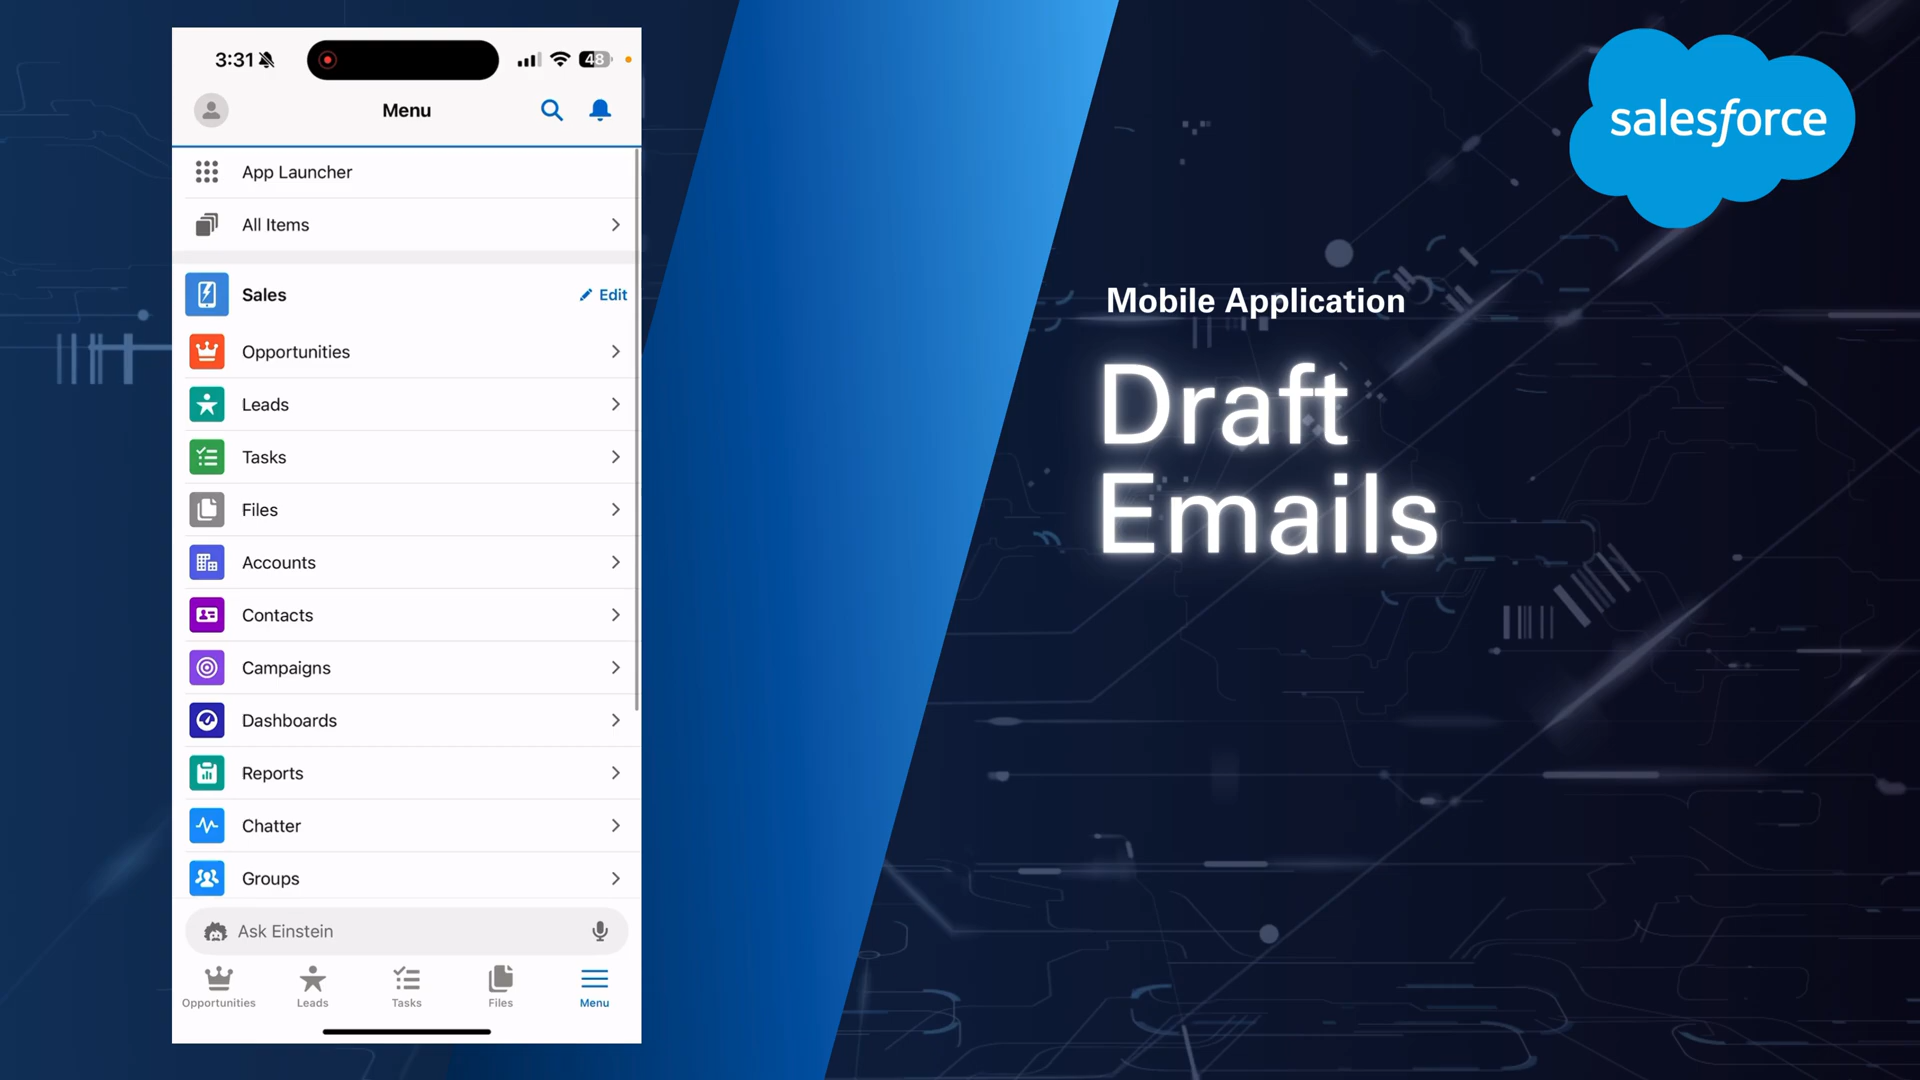 3:31
48
Menu
App Launcher
All Items
Sales
Edit
Opportunities
Leads
Tasks
Files
Accounts
Contacts
Campaigns
Dashboards
Reports
Chatter
Groups
Ask Einstein
Opportunities
Leads
Tasks
Files
Menu
salesforce
Mobile Application
Draft
Emails